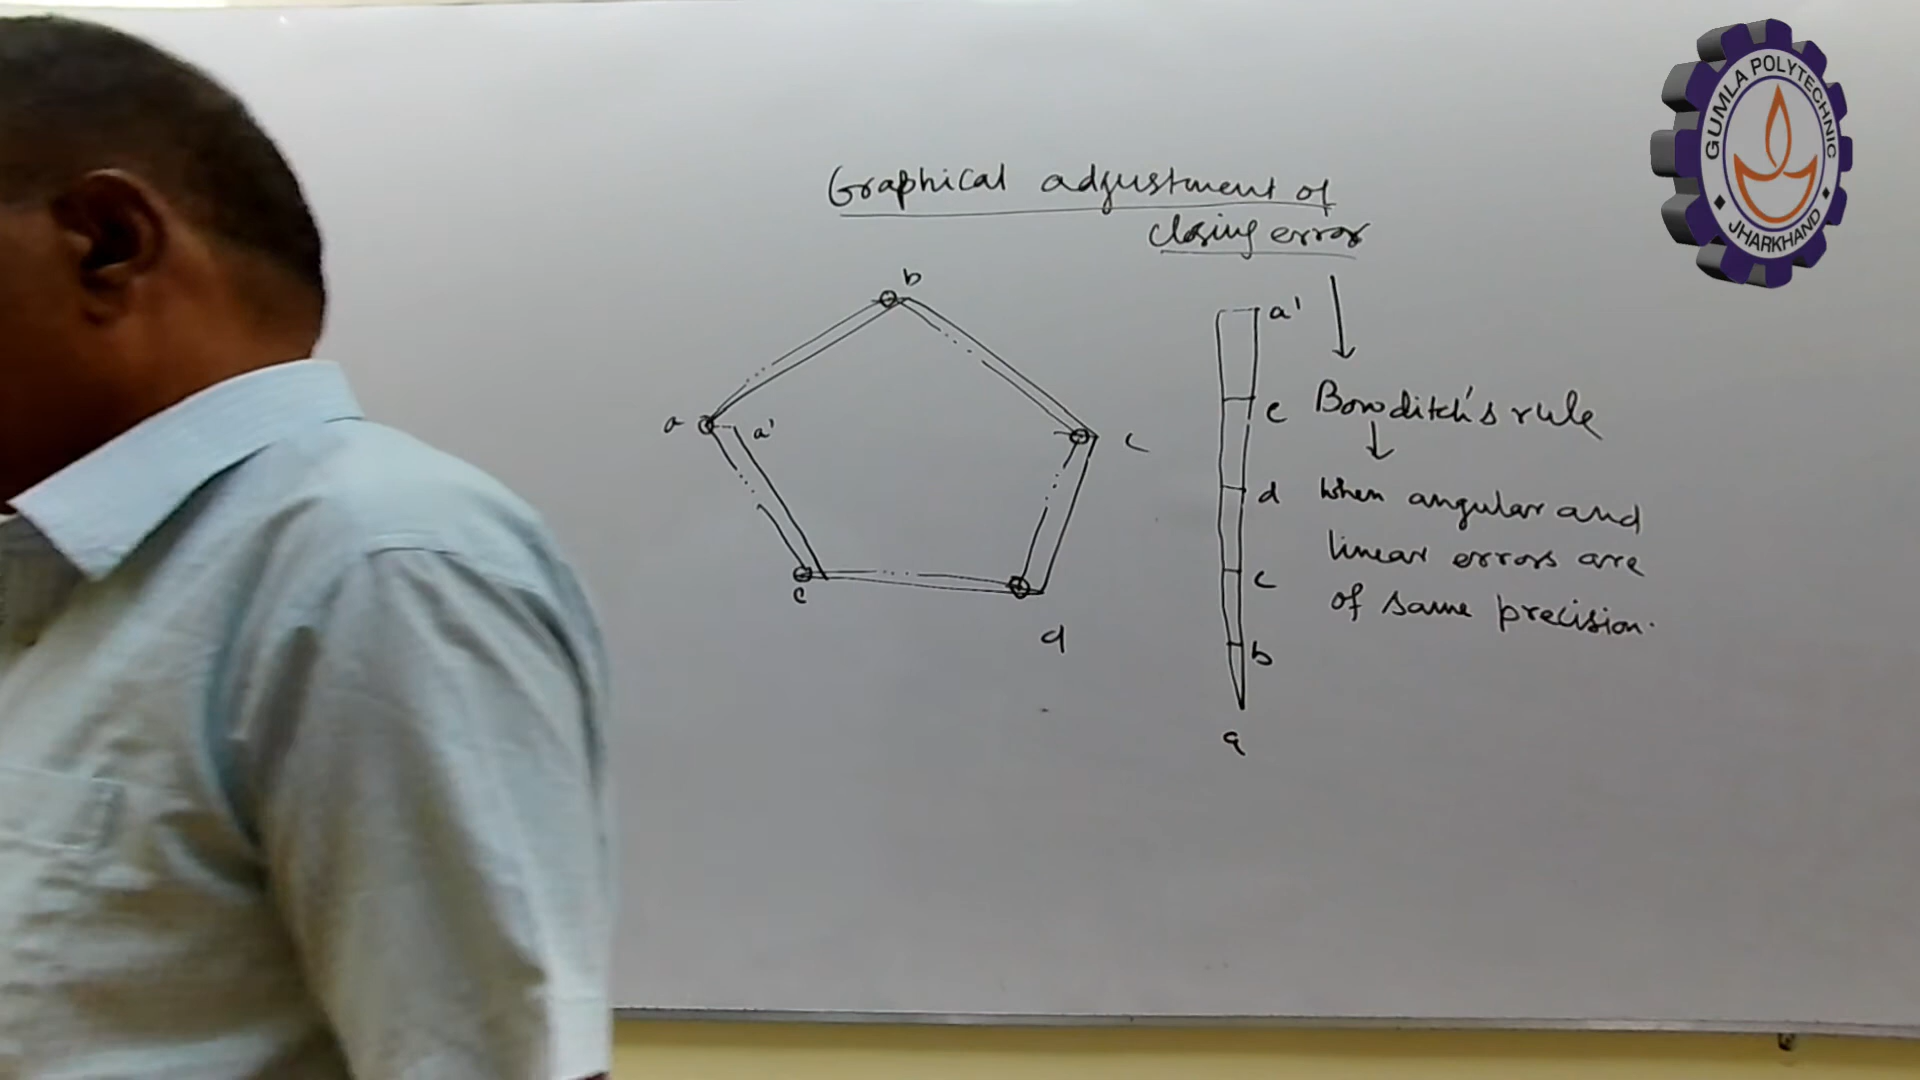 Graphical adjustment of
closing error
b
a
a'
c
e
d
a'
e
d
c
b
a
Bowditch's rule
when angular and
linear errors are
of same precision.
GUMLA POLYTECHNIC
JHARKHAND